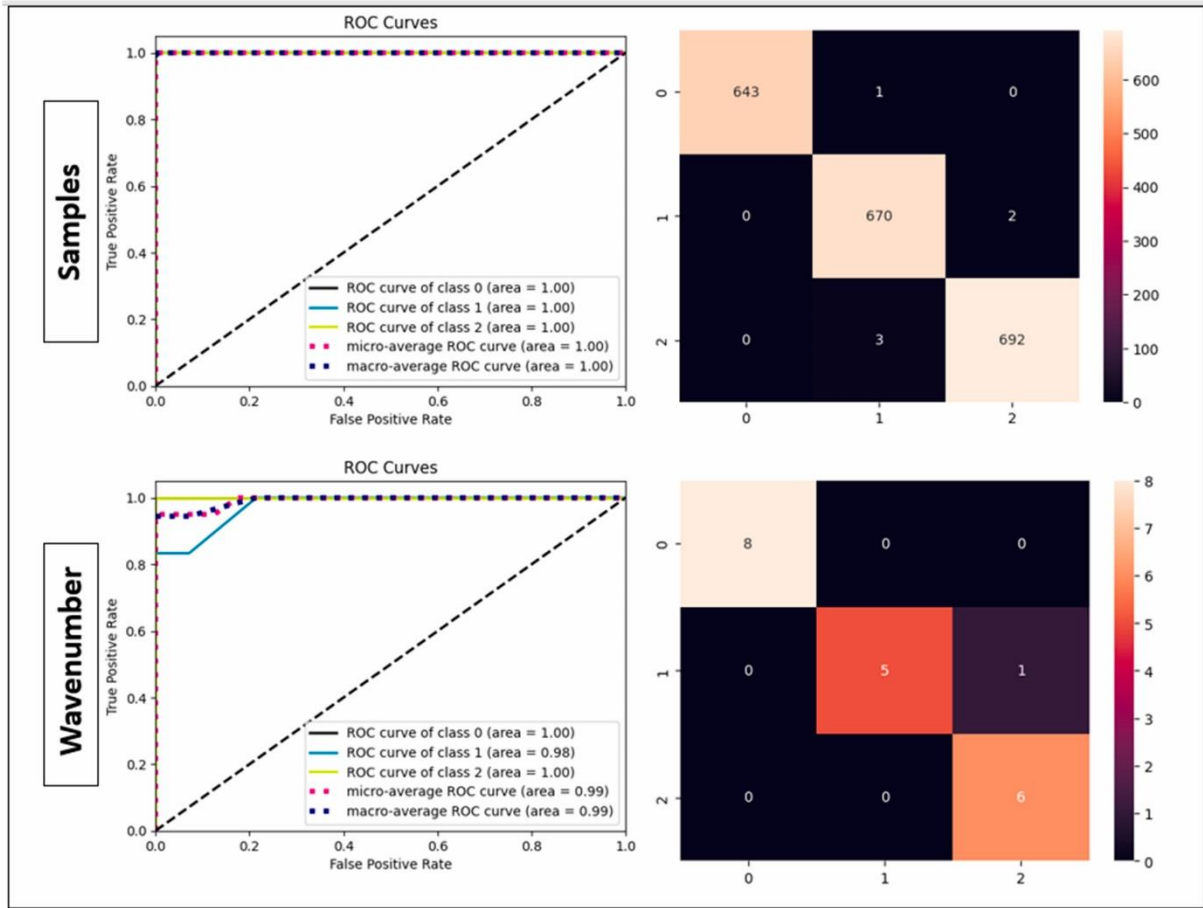 Samples
ROC Curves
True Positive Rate
1.0
0.8
0.6
0.4
0.2
0.0
ROC curve of class 0 (area = 1.00)
ROC curve of class 1 (area = 1.00)
ROC curve of class 2 (area = 1.00)
micro-average ROC curve (area = 1.00)
macro-average ROC curve (area = 1.00)
0.0 0.2 0.4 0.6 0.8 1.0
False Positive Rate
0 643 1 0
1 0 670 2
2 0 3 692
0 1 2
600
500
400
300
200
100
0
Wavenumber
ROC Curves
True Positive Rate
1.0
0.8
0.6
0.4
0.2
0.0
ROC curve of class 0 (area = 1.00)
ROC curve of class 1 (area = 0.98)
ROC curve of class 2 (area = 1.00)
micro-average ROC curve (area = 0.99)
macro-average ROC curve (area = 0.99)
0.0 0.2 0.4 0.6 0.8 1.0
False Positive Rate
0 8 0 0
1 0 5 1
2 0 0 6
0 1 2
8
7
6
5
4
3
2
1
0